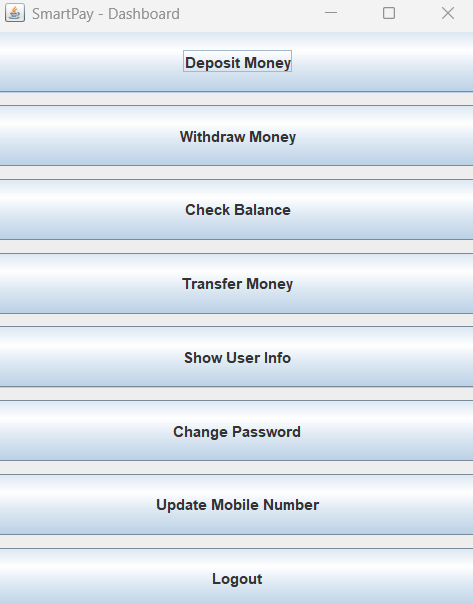 SmartPay - Dashboard
Deposit Money
Withdraw Money
Check Balance
Transfer Money
Show User Info
Change Password
Update Mobile Number
Logout